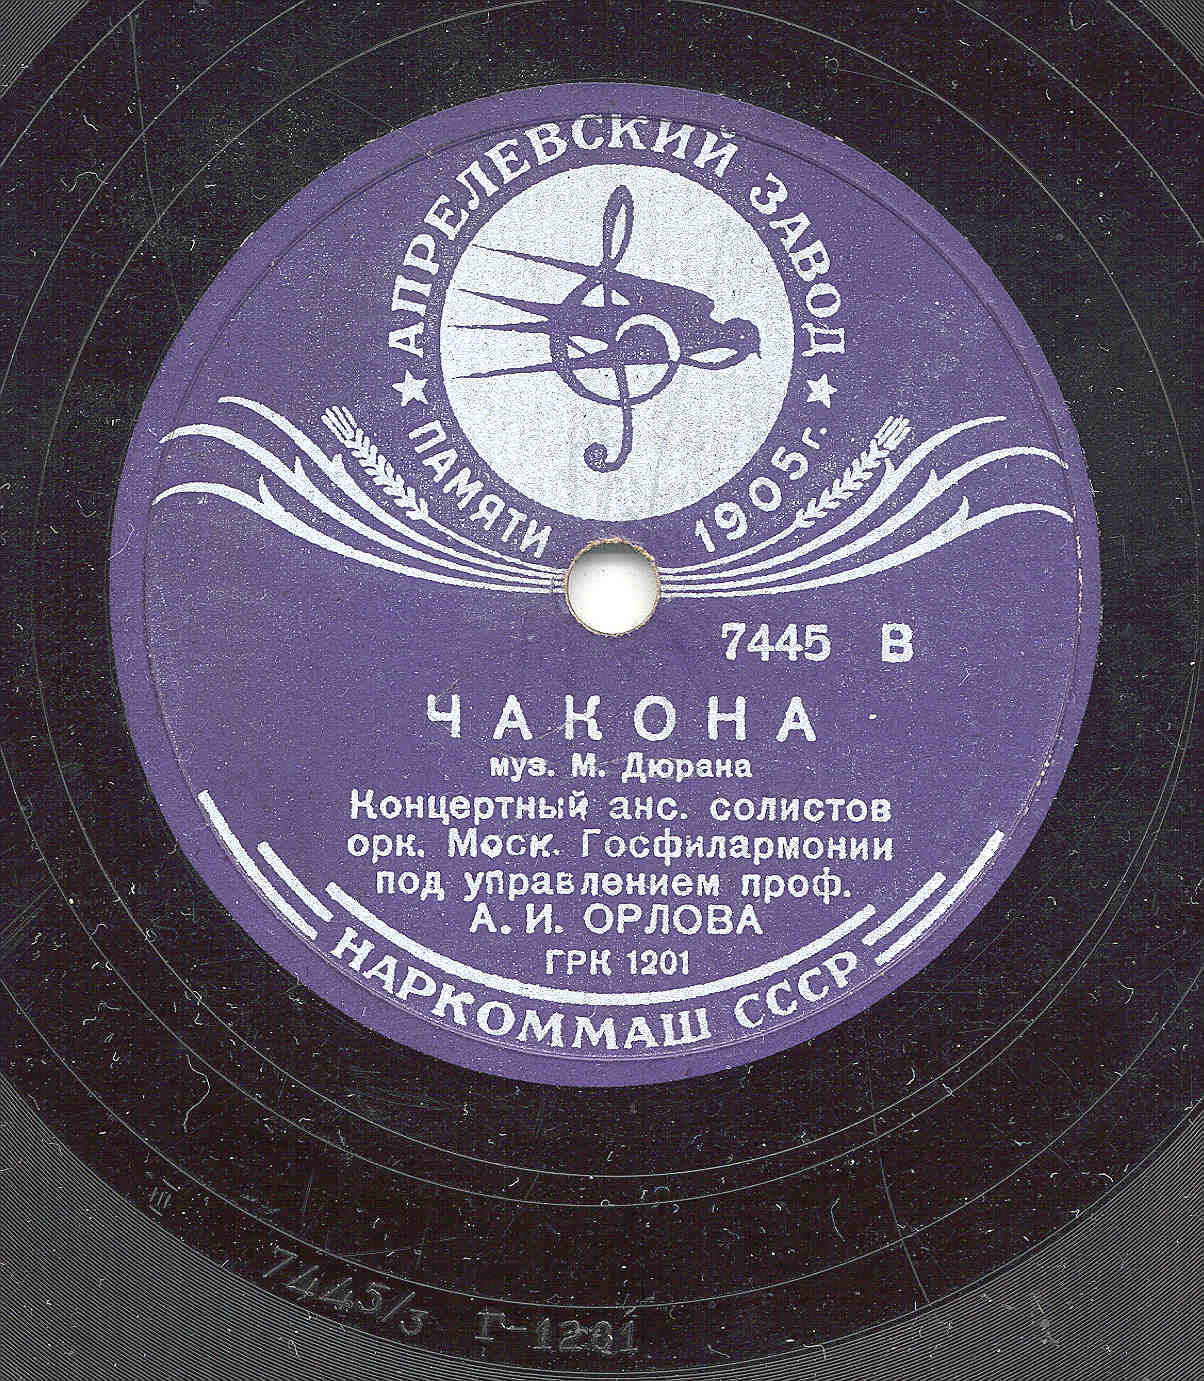 АПРЕЛЕВСКИЙ ЗАВОД
ПАМЯТИ 1905 г.
7445 В
ЧАКОНА
муз. М. Дюрана
Концертный анс. солистов
орк. Моск. Госфилармонии
под управлением проф.
А. И. ОРЛОВА
ГРК 1201
НАРКОММАШ СССР
III
7445/3 Г-1201